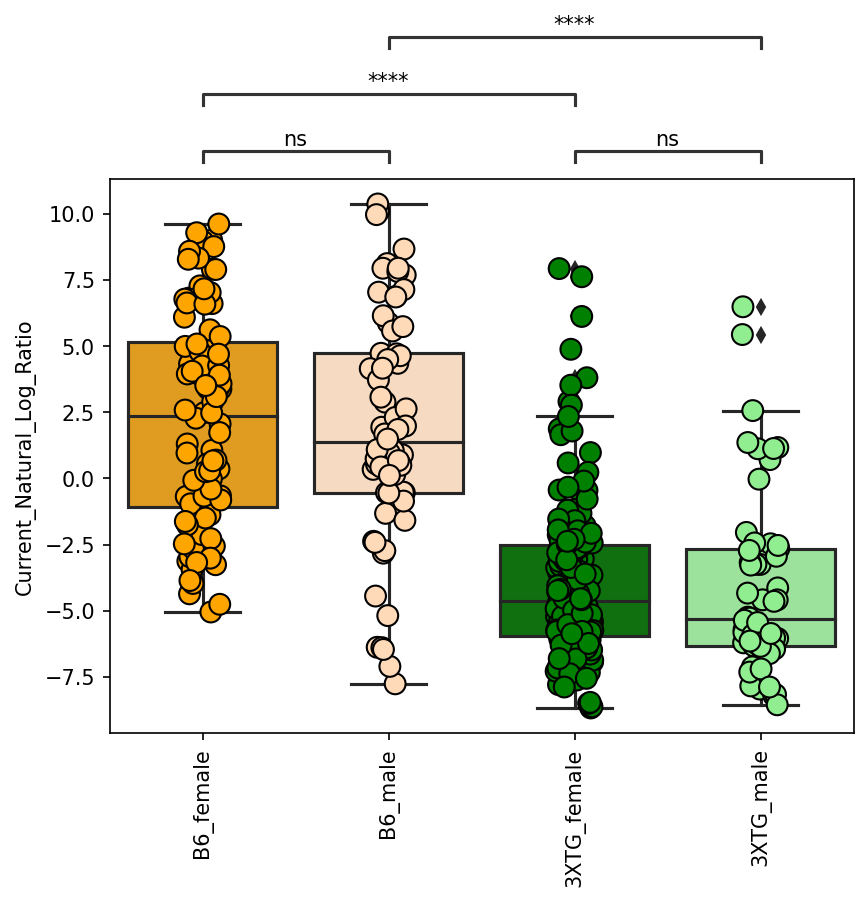 ****
****
ns
ns
10.0
7.5
5.0
2.5
0.0
−2.5
−5.0
−7.5
Current_Natural_Log_Ratio
B6_female
B6_male
3XTG_female
3XTG_male